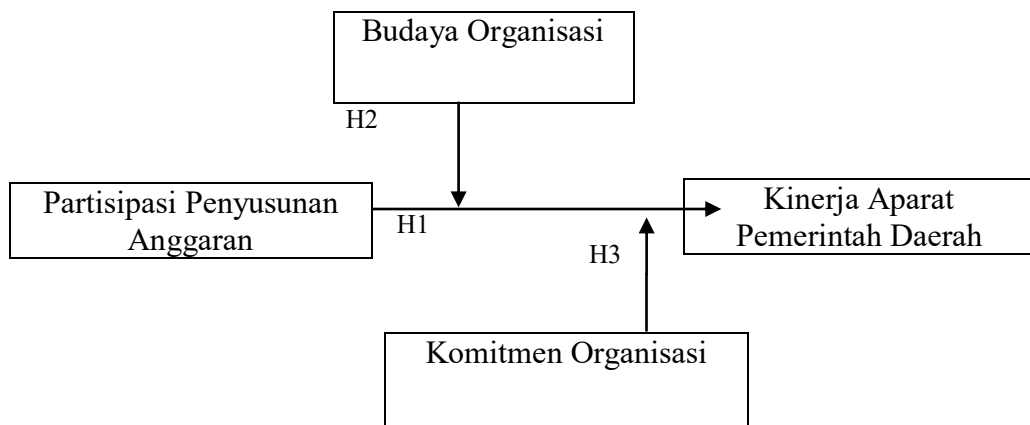 Budaya Organisasi
H2
Partisipasi Penyusunan
Anggaran
H1
Kinerja Aparat
Pemerintah Daerah
H3
Komitmen Organisasi